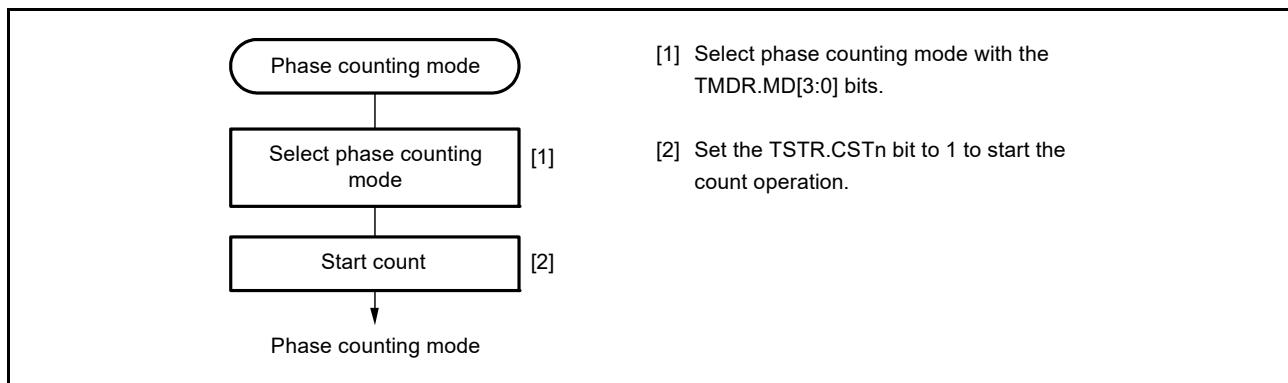 Phase counting mode
Select phase counting
mode
[1]
Start count
[2]
Phase counting mode
[1] Select phase counting mode with the
TMDR.MD[3:0] bits.
[2] Set the TSTR.CSTn bit to 1 to start the
count operation.